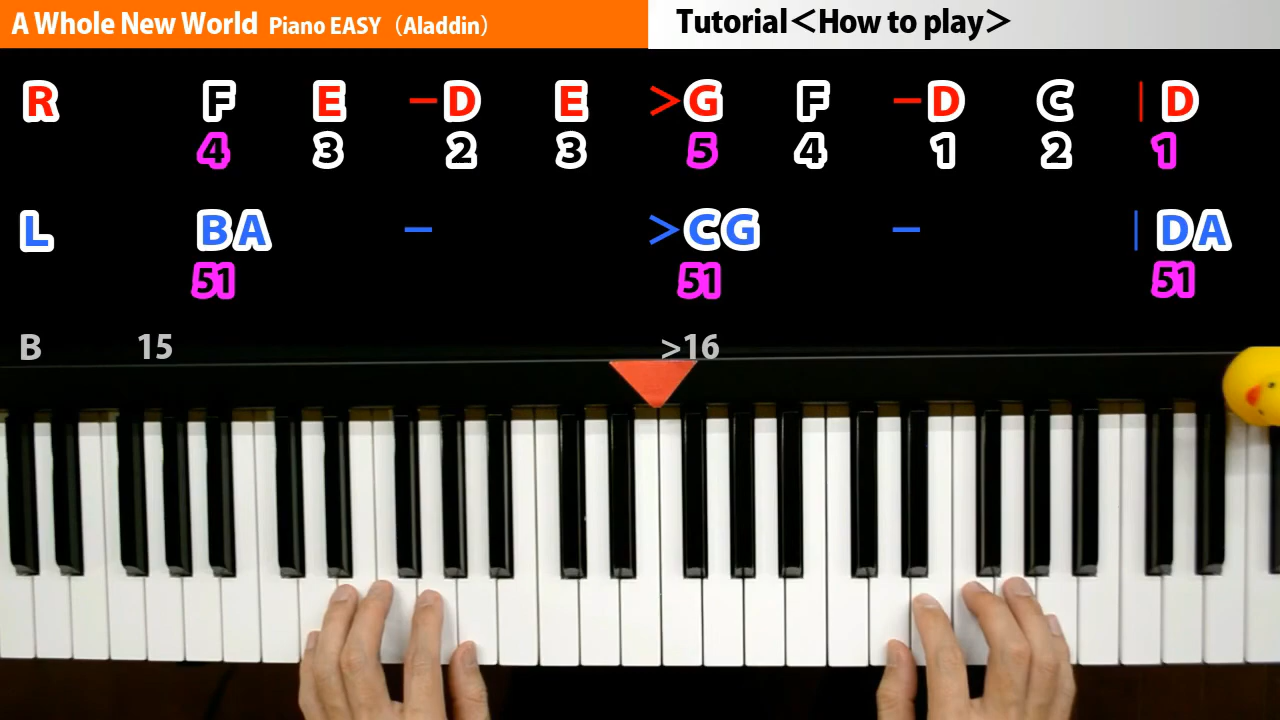 A Whole New World Piano EASY（Aladdin）
Tutorial＜How to play＞
R F E －D E ＞G F －D C | D
4 3 2 3 5 4 1 2 1
L BA － ＞CG － | DA
51 51 51
B 15 >16